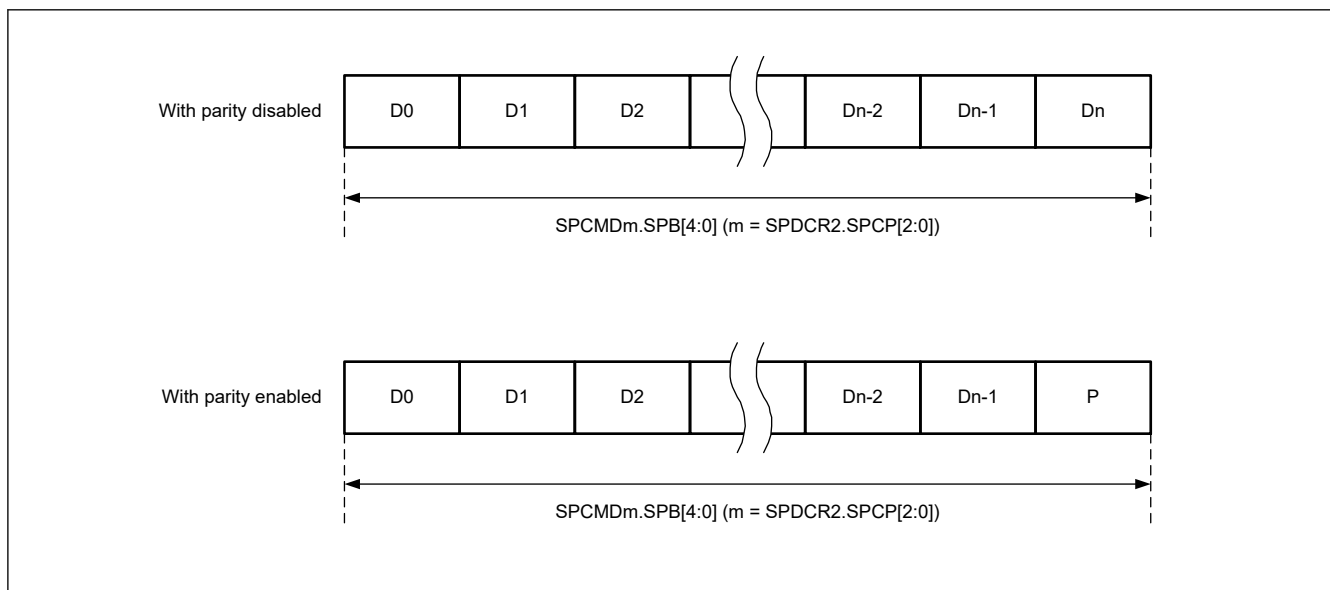 With parity disabled D0 D1 D2 Dn-2 Dn-1 Dn
SPCMDm.SPB[4:0] (m = SPDCR2.SPCP[2:0])
With parity enabled D0 D1 D2 Dn-2 Dn-1 P
SPCMDm.SPB[4:0] (m = SPDCR2.SPCP[2:0])